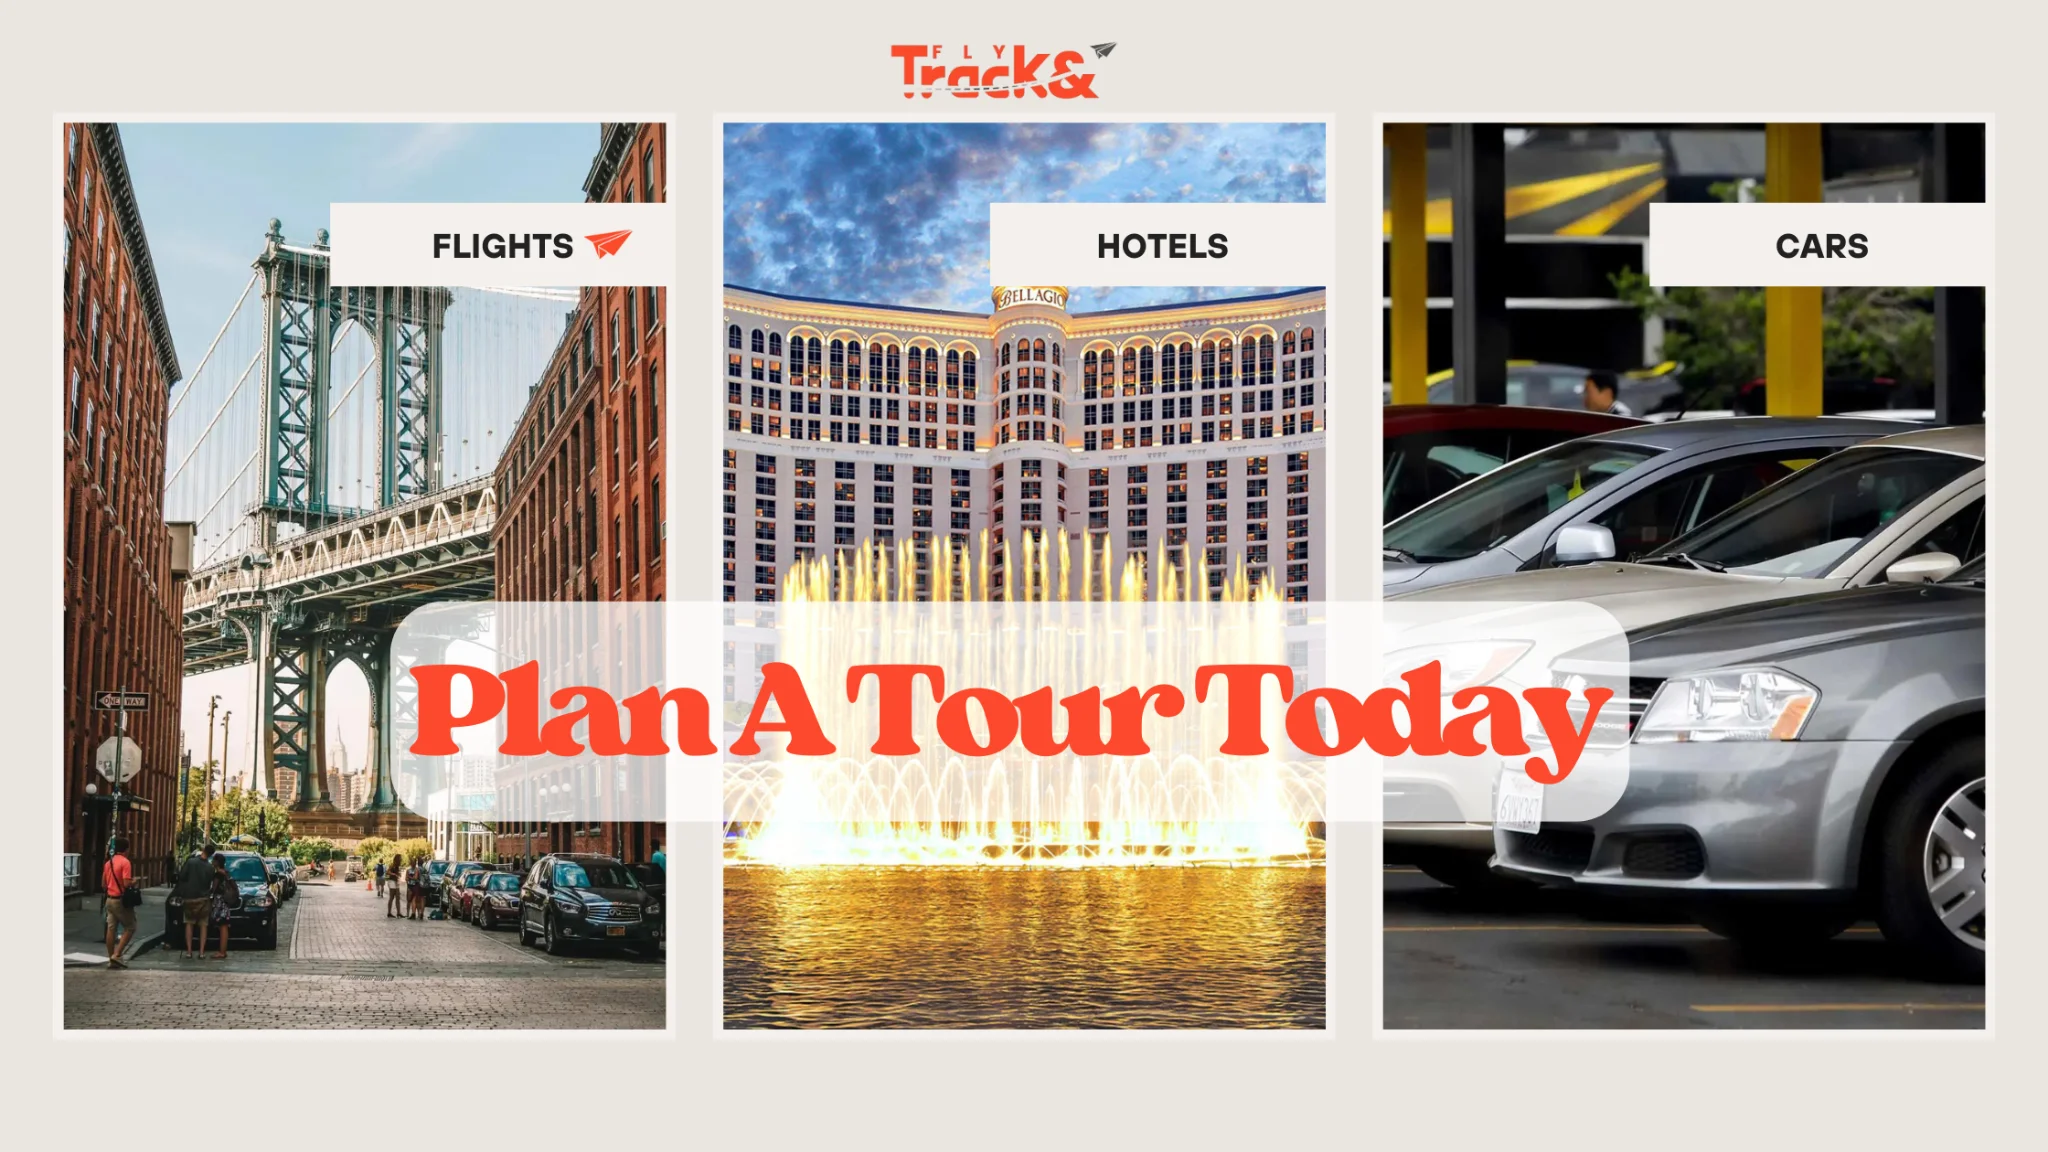 FLY
Track&
FLIGHTS
HOTELS
CARS
BELLAGIO
Plan A Tour Today
ONE WAY